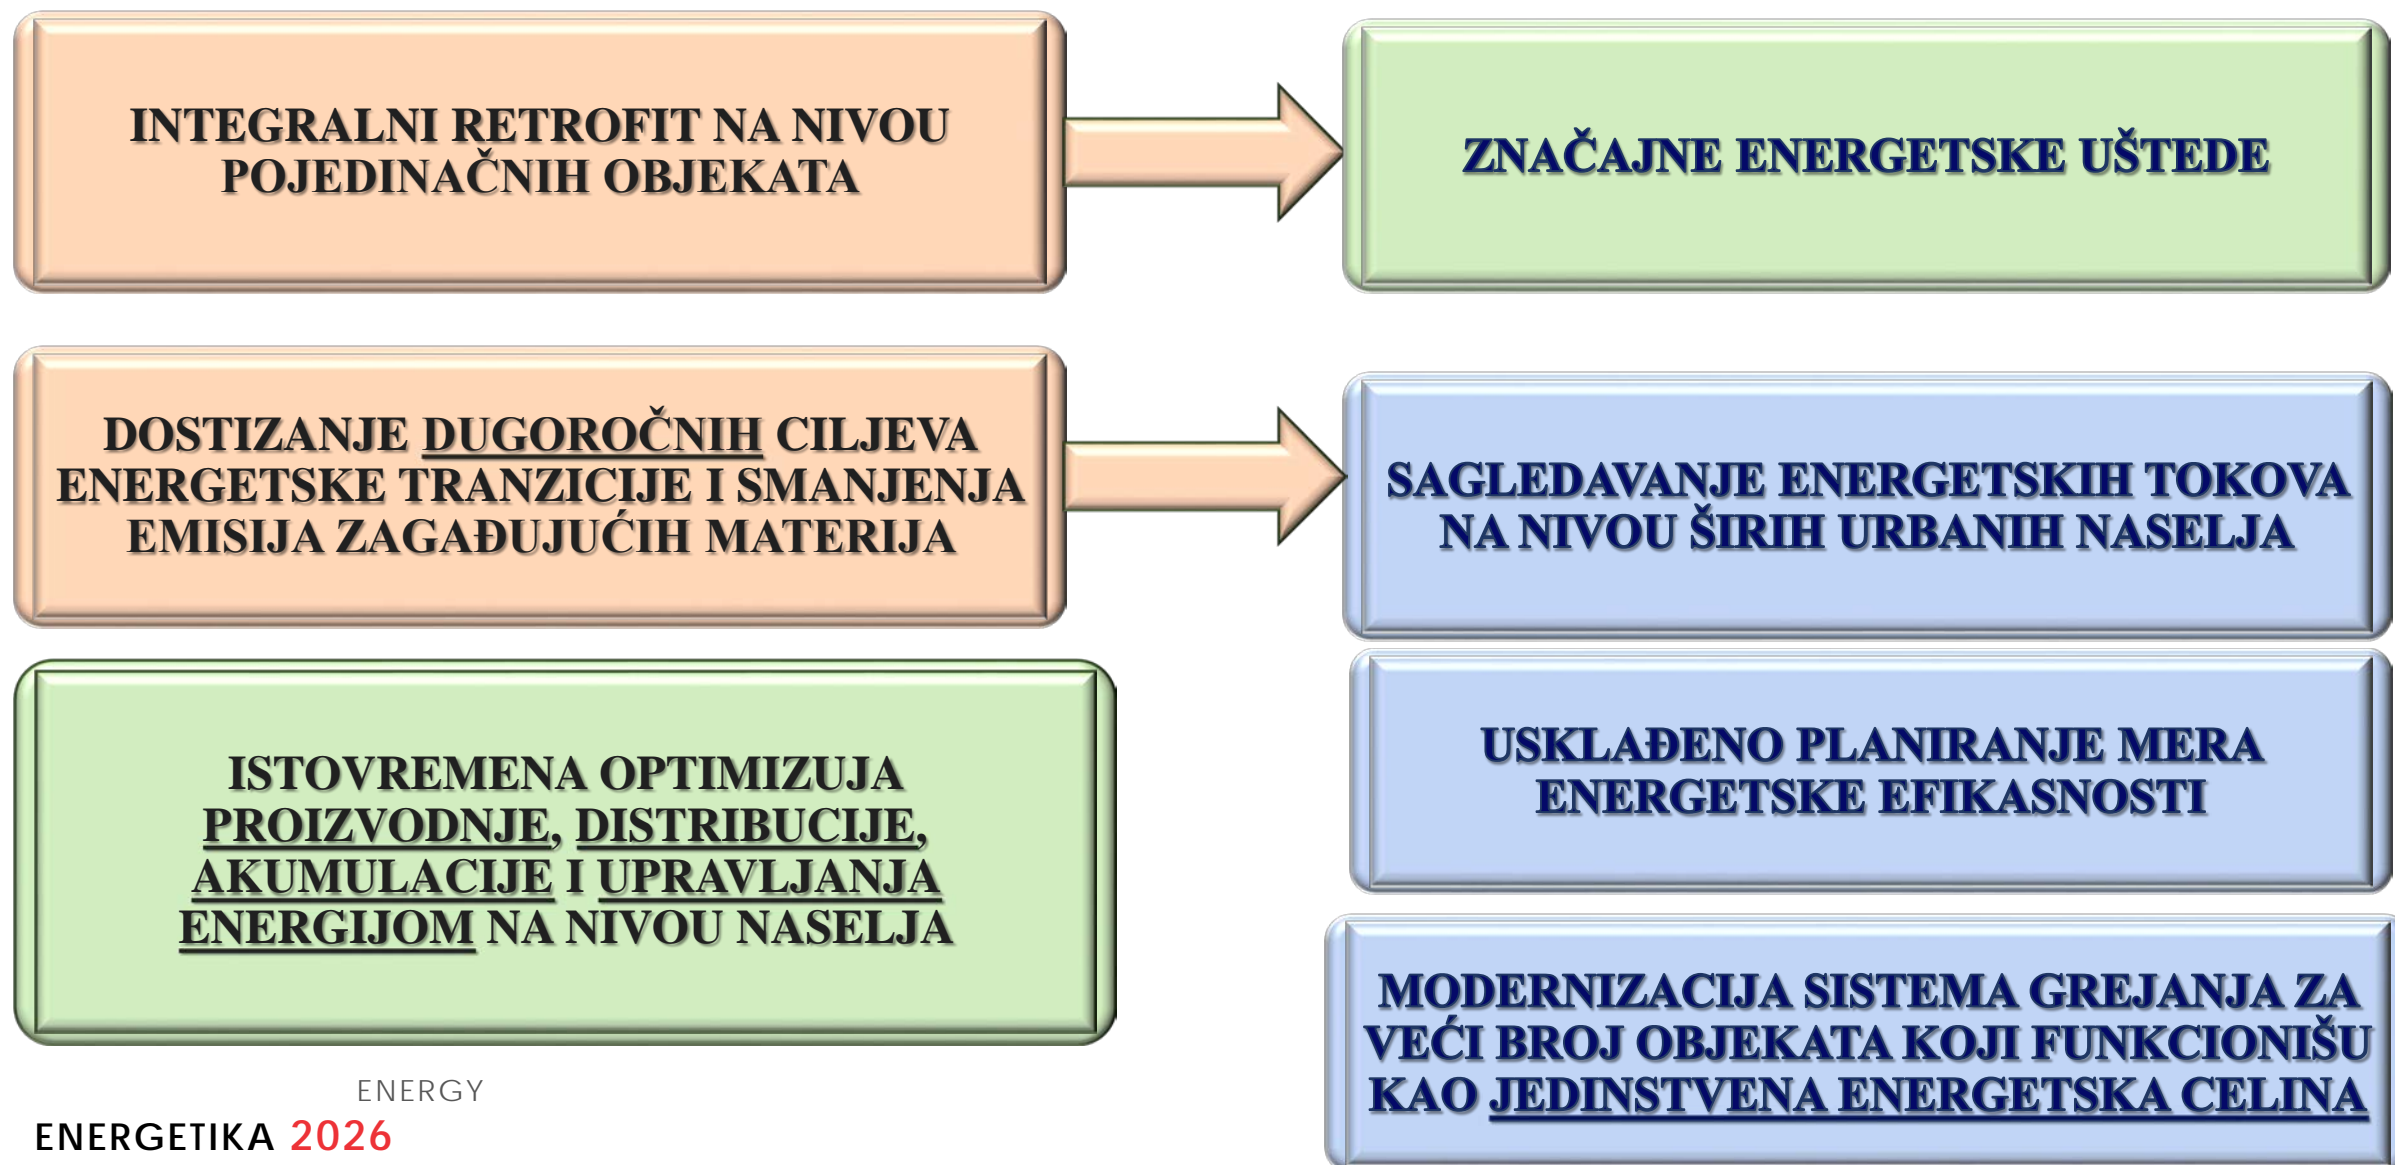 INTEGRALNI RETROFIT NA NIVOU
POJEDINAČNIH OBJEKATA
ZNAČAJNE ENERGETSKE UŠTEDE
DOSTIZANJE DUGOROČNIH CILJEVA
ENERGETSKE TRANZICIJE I SMANJENJA
EMISIJA ZAGAĐUJUĆIH MATERIJA
SAGLEDAVANJE ENERGETSKIH TOKOVA
NA NIVOU ŠIRIH URBANIH NASELJA
ISTOVREMENA OPTIMIZUJA
PROIZVODNJE, DISTRIBUCIJE,
AKUMULACIJE I UPRAVLJANJA
ENERGIJOM NA NIVOU NASELJA
USKLAĐENO PLANIRANJE MERA
ENERGETSKE EFIKASNOSTI
MODERNIZACIJA SISTEMA GREJANJA ZA
VEĆI BROJ OBJEKATA KOJI FUNKCIONIŠU
KAO JEDINSTVENA ENERGETSKA CELINA
ENERGY
ENERGETIKA 2026